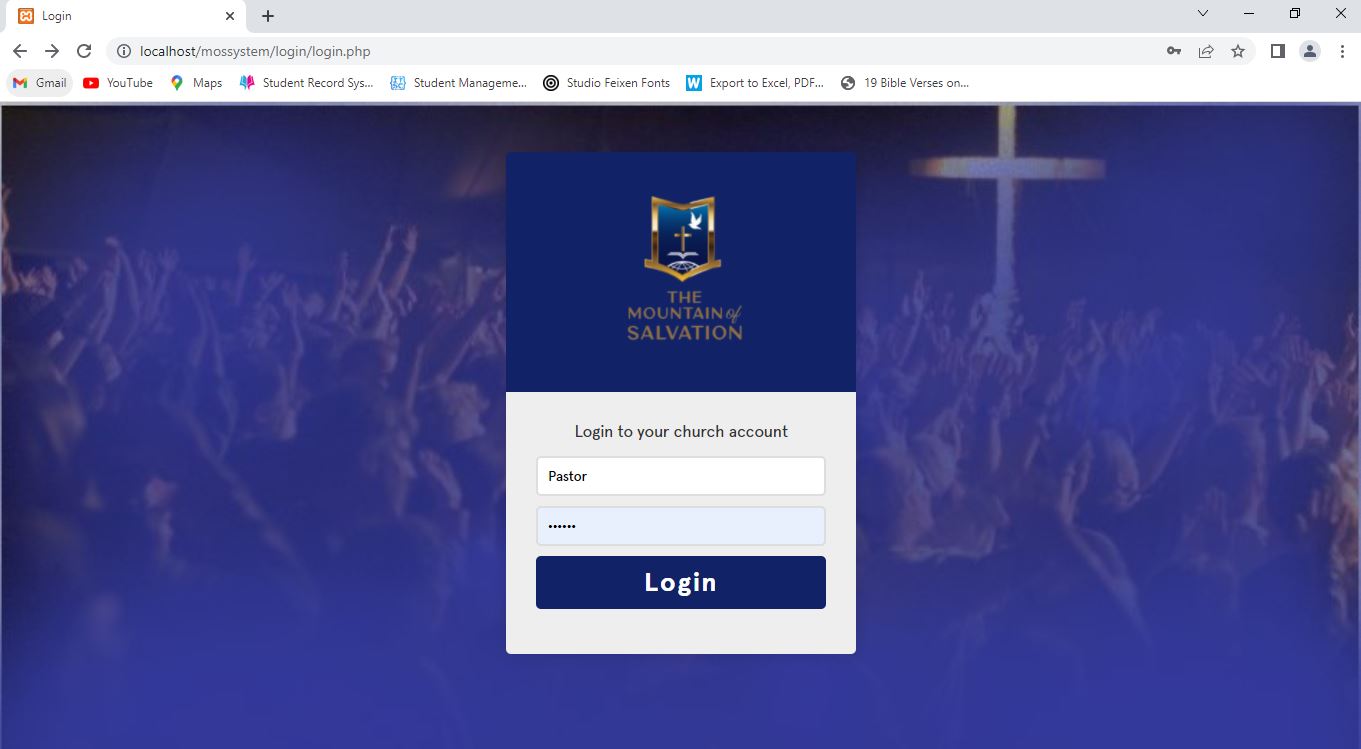 Login
localhost/mossystem/login/login.php
Gmail YouTube Maps Student Record Sys... Student Manageme... Studio Feixen Fonts W Export to Excel, PDF... 19 Bible Verses on...
THE
MOUNTAIN of
SALVATION
Login to your church account
Pastor
••••••
Login